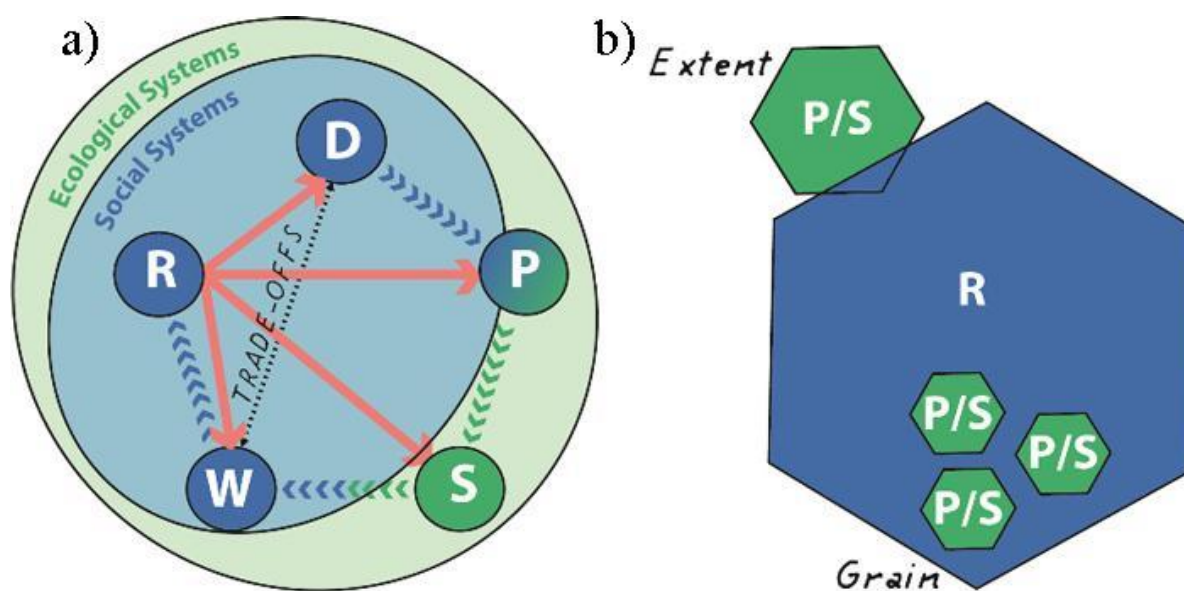 a)
Ecological Systems
Social Systems
D
R
P
TRADE-OFFS
W
S
b)
Extent
P/S
R
P/S
P/S
P/S
Grain